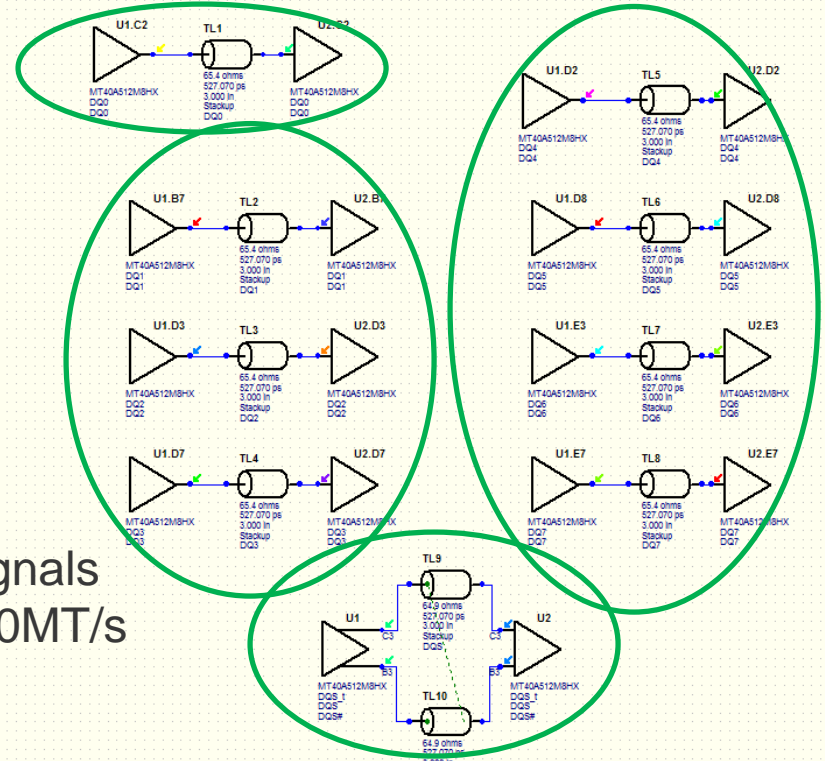 U1.C2
TL1
U2.C2
65.4 ohms
527.070 ps
3.000 in
Stackup
DQ0
MT40A512M8HX
DQ0
DQ0
MT40A512M8HX
DQ0
DQ0
U1.B7
TL2
65.4 ohms
527.070 ps
3.000 in
Stackup
DQ1
MT40A512M8HX
DQ1
DQ1
MT40A512M8HX
DQ1
DQ1
U1.D3
TL3
U2.D3
65.4 ohms
527.070 ps
3.000 in
Stackup
DQ2
MT40A512M8HX
DQ2
DQ2
MT40A512M8HX
DQ2
DQ2
U1.D7
TL4
U2.D7
65.4 ohms
527.070 ps
3.000 in
Stackup
DQ3
MT40A512M8HX
DQ3
DQ3
MT40A512M8HX
DQ3
DQ3
U1.D2
TL5
U2.D2
65.4 ohms
527.070 ps
3.000 in
Stackup
DQ4
MT40A512M8HX
DQ4
DQ4
MT40A512M8HX
DQ4
DQ4
U1.D8
TL6
U2.D8
65.4 ohms
527.070 ps
3.000 in
Stackup
DQ5
MT40A512M8HX
DQ5
DQ5
MT40A512M8HX
DQ5
DQ5
U1.E3
TL7
U2.E3
65.4 ohms
527.070 ps
3.000 in
Stackup
DQ6
MT40A512M8HX
DQ6
DQ6
MT40A512M8HX
DQ6
DQ6
U1.E7
TL8
U2.E7
65.4 ohms
527.070 ps
3.000 in
Stackup
DQ7
MT40A512M8HX
DQ7
DQ7
MT40A512M8HX
DQ7
DQ7
gnals
0MT/s
TL9
64.9 ohms
527.070 ps
3.000 in
Stackup
DQS
U1
C3
B3
MT40A512M8HX
DQS_t
DQS
DQS#
C3
B3
U2
MT40A512M8HX
DQS_t
DQS
DQS#
TL10
64.9 ohms
527.070 ps